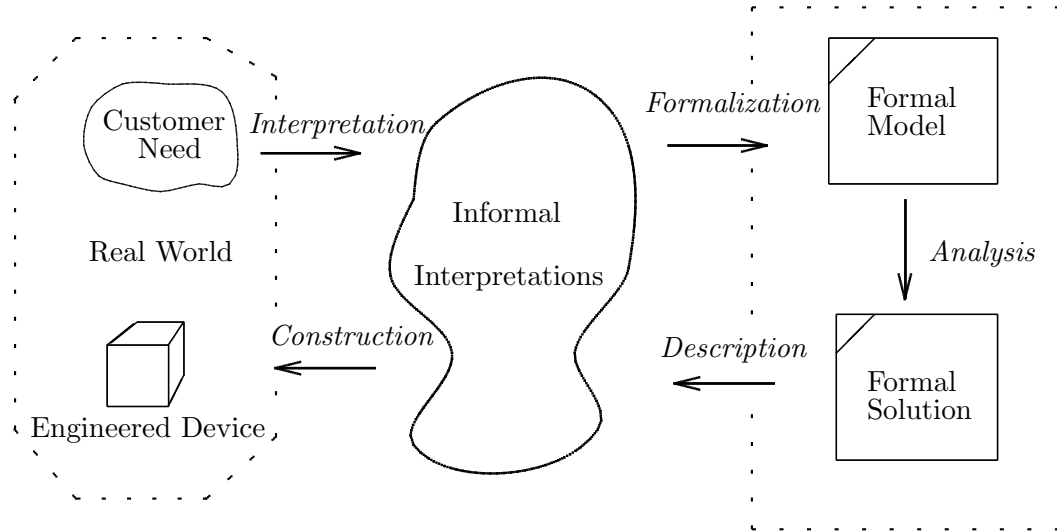 Customer
Need
Interpretation
Formalization
Formal
Model
Informal
Interpretations
Real World
Analysis
Construction
Description
Formal
Solution
Engineered Device